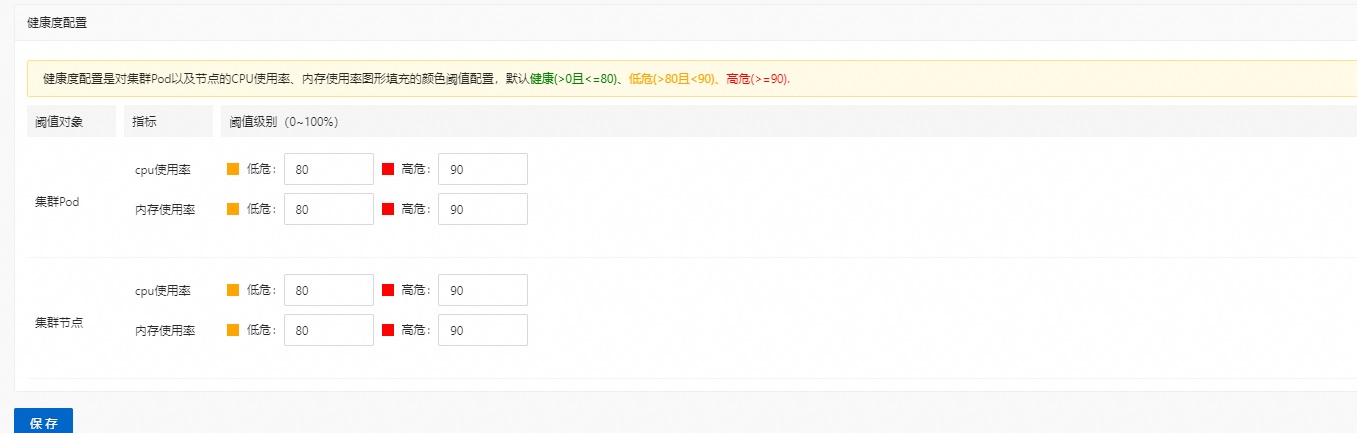 健康度配置
健康度配置是对集群Pod以及节点的CPU使用率、内存使用率图形填充的颜色阈值配置，默认健康(>0且<=80)、低危(>80且<90)、高危(>=90).
阈值对象 指标 阈值级别（0~100%）
cpu使用率 低危： 80 高危： 90
集群Pod
内存使用率 低危： 80 高危： 90
cpu使用率 低危： 80 高危： 90
集群节点
内存使用率 低危： 80 高危： 90
保存